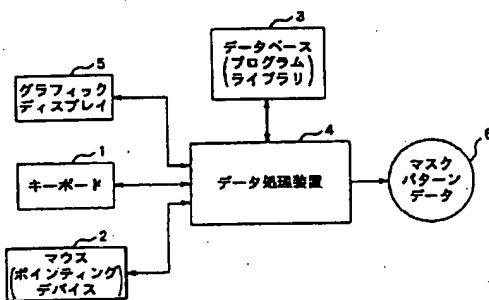 3
データベース
(プログラム
ライブラリ)
5
グラフィック
ディスプレイ
4
データ処理装置
1
キーボード
6
マスク
パターン
データ
2
マウス
(ポインティング
デバイス)